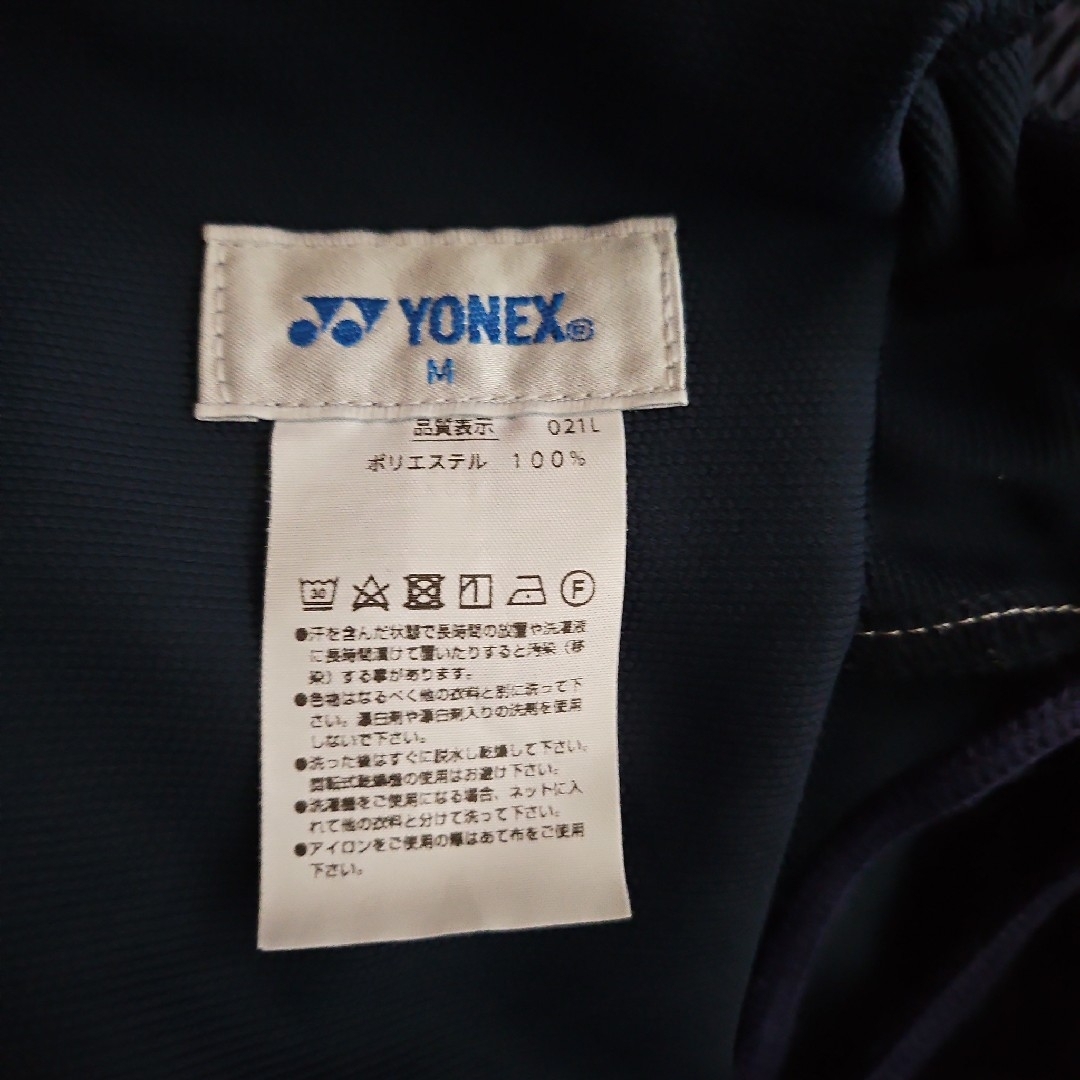 YONEX®
M
品質表示 021L
ポリエステル 100%
30 F
●汗を含んだ状態で長時間の放置や洗濯液
に長時間漬けて置いたりすると汚染(移
染)する事があります。
●色物はなるべく他の衣料と別に洗って下
さい。漂白剤や漂白剤入りの洗剤を使用
しないで下さい。
●洗った後はすぐに脱水し乾燥して下さい。
回転式乾燥機の使用はお避け下さい。
●洗濯機をご使用になる場合、ネットに入
れて他の衣料と分けて洗って下さい。
●アイロンをご使用の際はあて布をご使用
下さい。